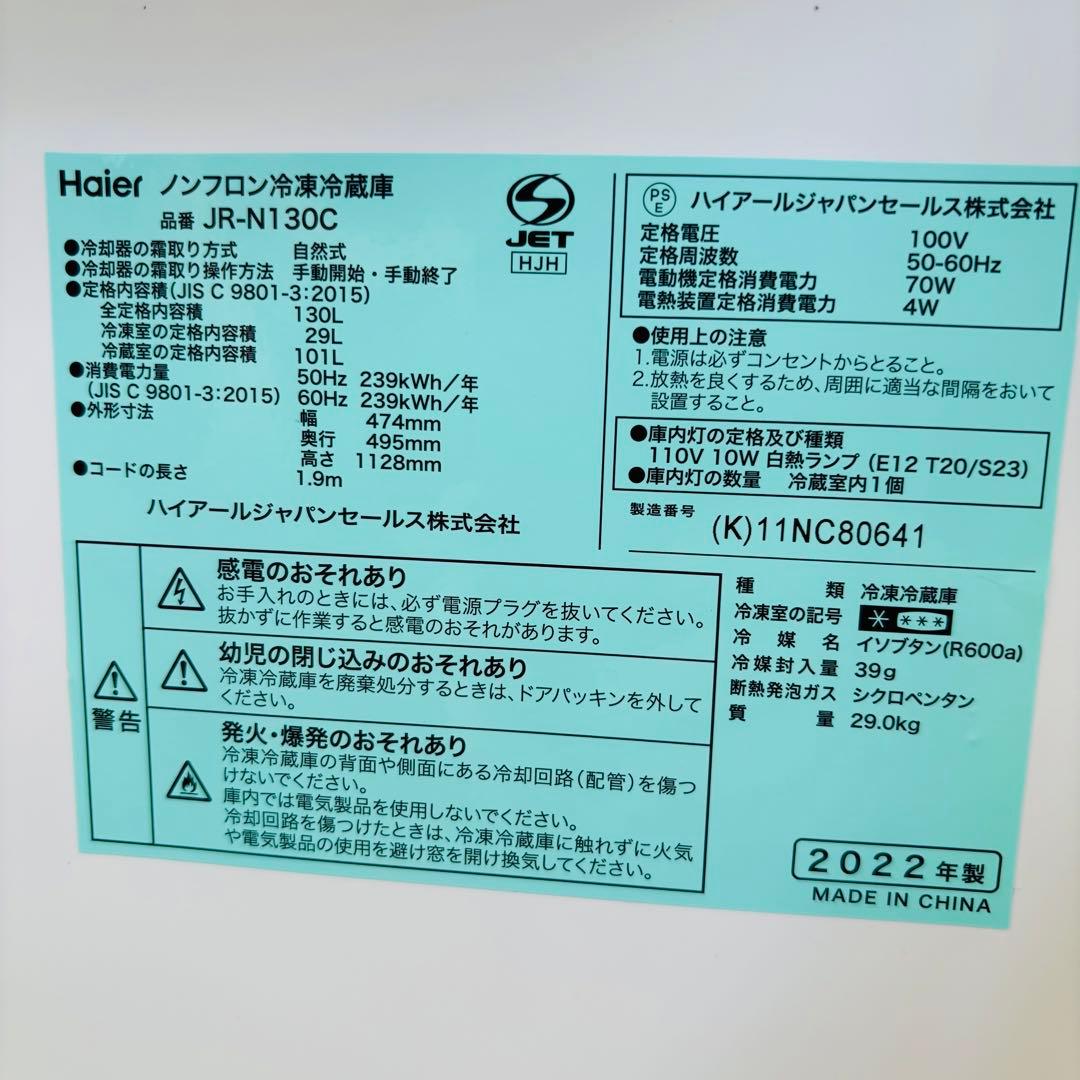 Haier ノンフロン冷凍冷蔵庫
品番 JR-N130C
●冷却器の霜取り方式 自然式
●冷却器の霜取り操作方法 手動開始・手動終了
●定格内容積(JIS C 9801-3:2015)
全定格内容積 130L
冷凍室の定格内容積 29L
冷蔵室の定格内容積 101L
●消費電力量 50Hz 239kWh/年
(JIS C 9801-3:2015) 60Hz 239kWh/年
●外形寸法 幅 474mm
奥行 495mm
高さ 1128mm
●コードの長さ 1.9m
ハイアールジャパンセールス株式会社
JET
HJH
PS
E
ハイアールジャパンセールス株式会社
定格電圧 100V
定格周波数 50-60Hz
電動機定格消費電力 70W
電熱装置定格消費電力 4W
●使用上の注意
1.電源は必ずコンセントからとること。
2.放熱を良くするため、周囲に適当な間隔をおいて
設置すること。
●庫内灯の定格及び種類
110V 10W 白熱ランプ (E12 T20/S23)
●庫内灯の数量 冷蔵室内1個
製造番号 (K)11NC80641
警告
感電のおそれあり
お手入れのときには、必ず電源プラグを抜いてください。
抜かずに作業すると感電のおそれがあります。
幼児の閉じ込みのおそれあり
冷凍冷蔵庫を廃棄処分するときは、ドアパッキンを外して
ください。
発火・爆発のおそれあり
冷凍冷蔵庫の背面や側面にある冷却回路(配管)を傷つ
けないでください。
庫内では電気製品を使用しないでください。
冷却回路を傷つけたときは、冷凍冷蔵庫に触れずに火気
や電気製品の使用を避け窓を開け換気してください。
種類 冷凍冷蔵庫
冷凍室の記号
冷媒名 イソブタン(R600a)
冷媒封入量 39g
断熱発泡ガス シクロペンタン
質量 29.0kg
2022年製
MADE IN CHINA